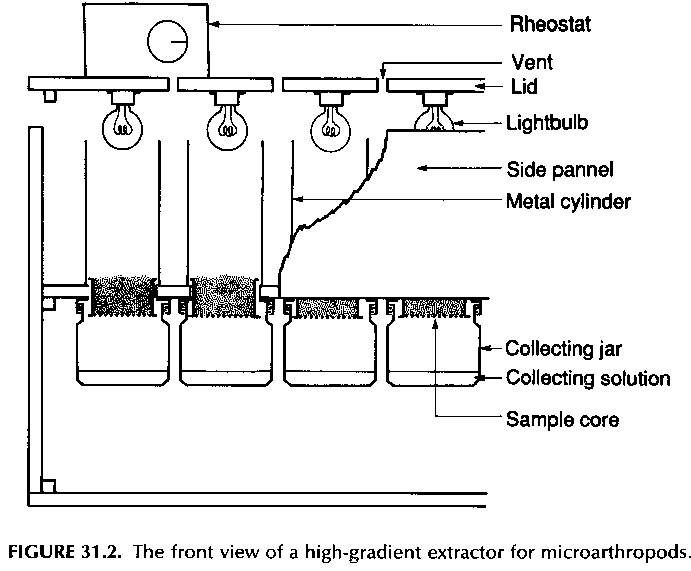 Rheostat
Vent
Lid
Lightbulb
Side pannel
Metal cylinder
Collecting jar
Collecting solution
Sample core
FIGURE 31.2. The front view of a high-gradient extractor for microarthropods.